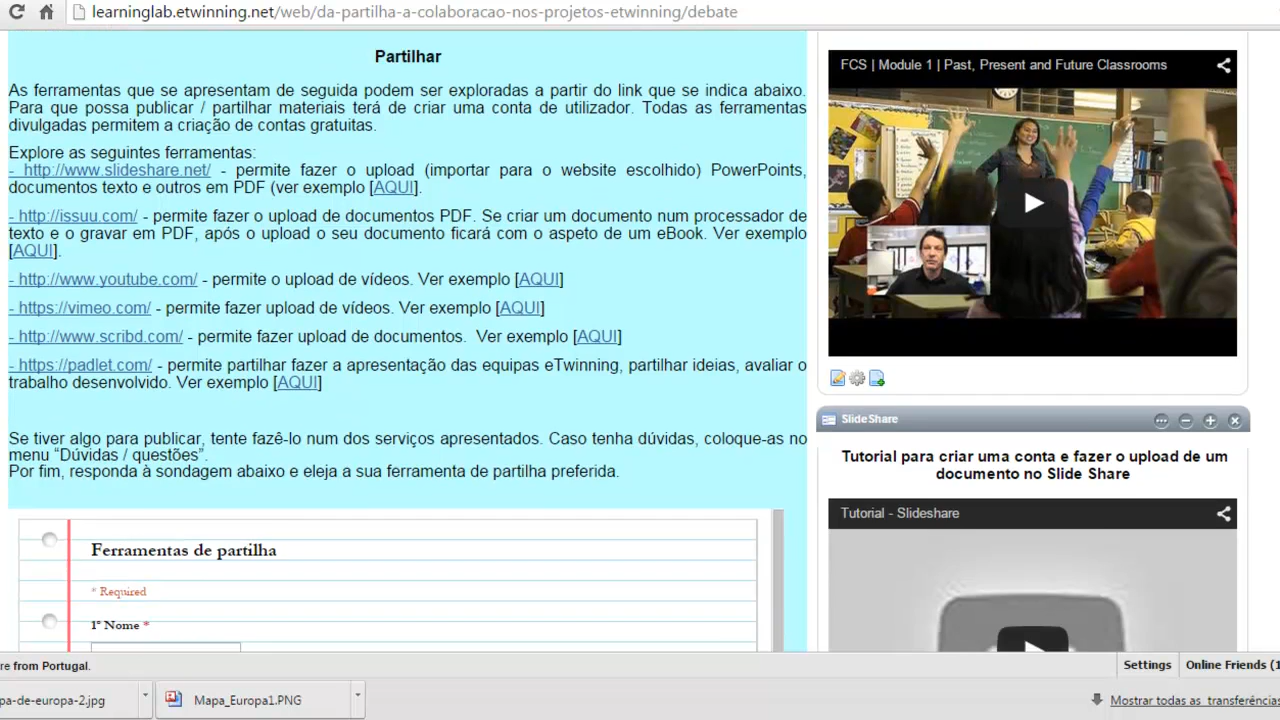 learninglab.etwinning.net/web/da-partilha-a-colaboracao-nos-projetos-etwinning/debate
Partilhar
As ferramentas que se apresentam de seguida podem ser exploradas a partir do link que se indica abaixo.
Para que possa publicar / partilhar materiais terá de criar uma conta de utilizador. Todas as ferramentas
divulgadas permitem a criação de contas gratuitas.
Explore as seguintes ferramentas:
- http://www.slideshare.net/ - permite fazer o upload (importar para o website escolhido) PowerPoints,
documentos texto e outros em PDF (ver exemplo [AQUI].
- http://issuu.com/ - permite fazer o upload de documentos PDF. Se criar um documento num processador de
texto e o gravar em PDF, após o upload o seu documento ficará com o aspeto de um eBook. Ver exemplo
[AQUI].
- http://www.youtube.com/ - permite o upload de vídeos. Ver exemplo [AQUI]
- https://vimeo.com/ - permite fazer upload de vídeos. Ver exemplo [AQUI]
- http://www.scribd.com/ - permite fazer upload de documentos. Ver exemplo [AQUI]
- https://padlet.com/ - permite partilhar fazer a apresentação das equipas eTwinning, partilhar ideias, avaliar o
trabalho desenvolvido. Ver exemplo [AQUI]
Se tiver algo para publicar, tente fazê-lo num dos serviços apresentados. Caso tenha dúvidas, coloque-as no
menu “Dúvidas / questões”.
Por fim, responda à sondagem abaixo e eleja a sua ferramenta de partilha preferida.
Ferramentas de partilha
* Required
1º Nome *
FCS | Module 1 | Past, Present and Future Classrooms
SlideShare
Tutorial para criar uma conta e fazer o upload de um
documento no Slide Share
Tutorial - Slideshare
re from Portugal.
Settings
Online Friends (1
pa-de-europa-2.jpg
Mapa_Europa1.PNG
Mostrar todas as transferências